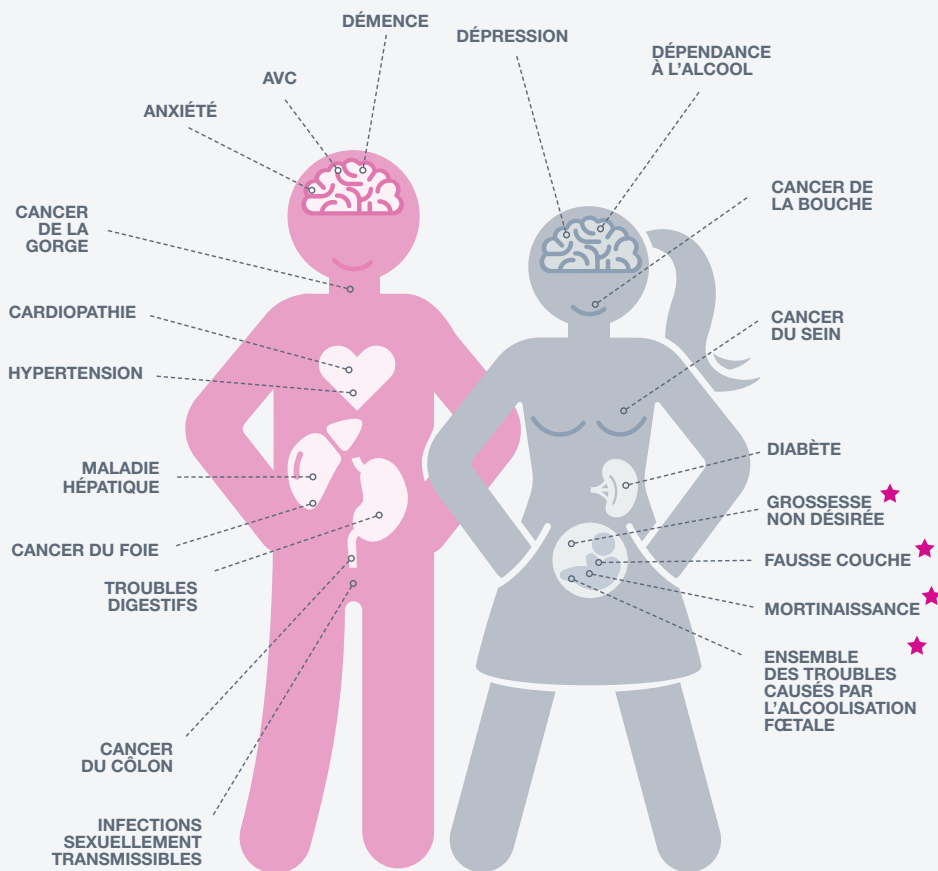 DÉMENCE
DÉPRESSION
DÉPENDANCE
À L'ALCOOL
AVC
ANXIÉTÉ
CANCER DE
LA BOUCHE
CANCER
DE LA
GORGE
CARDIOPATHIE
CANCER
DU SEIN
HYPERTENSION
DIABÈTE
MALADIE
HÉPATIQUE
GROSSESSE
NON DÉSIRÉE
CANCER DU FOIE
FAUSSE COUCHE
TROUBLES
DIGESTIFS
MORTINAISSANCE
ENSEMBLE
DES TROUBLES
CAUSÉS PAR
L'ALCOOLISATION
FŒTALE
CANCER
DU CÔLON
INFECTIONS
SEXUELLEMENT
TRANSMISSIBLES